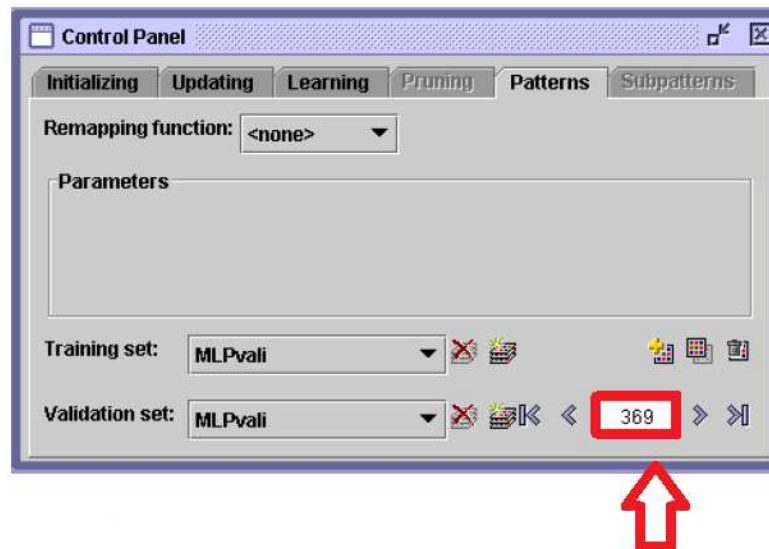 Control Panel
Initializing Updating Learning Pruning Patterns Subpatterns
Remapping function: <none>
Parameters
Training set: MLPvali
Validation set: MLPvali 369